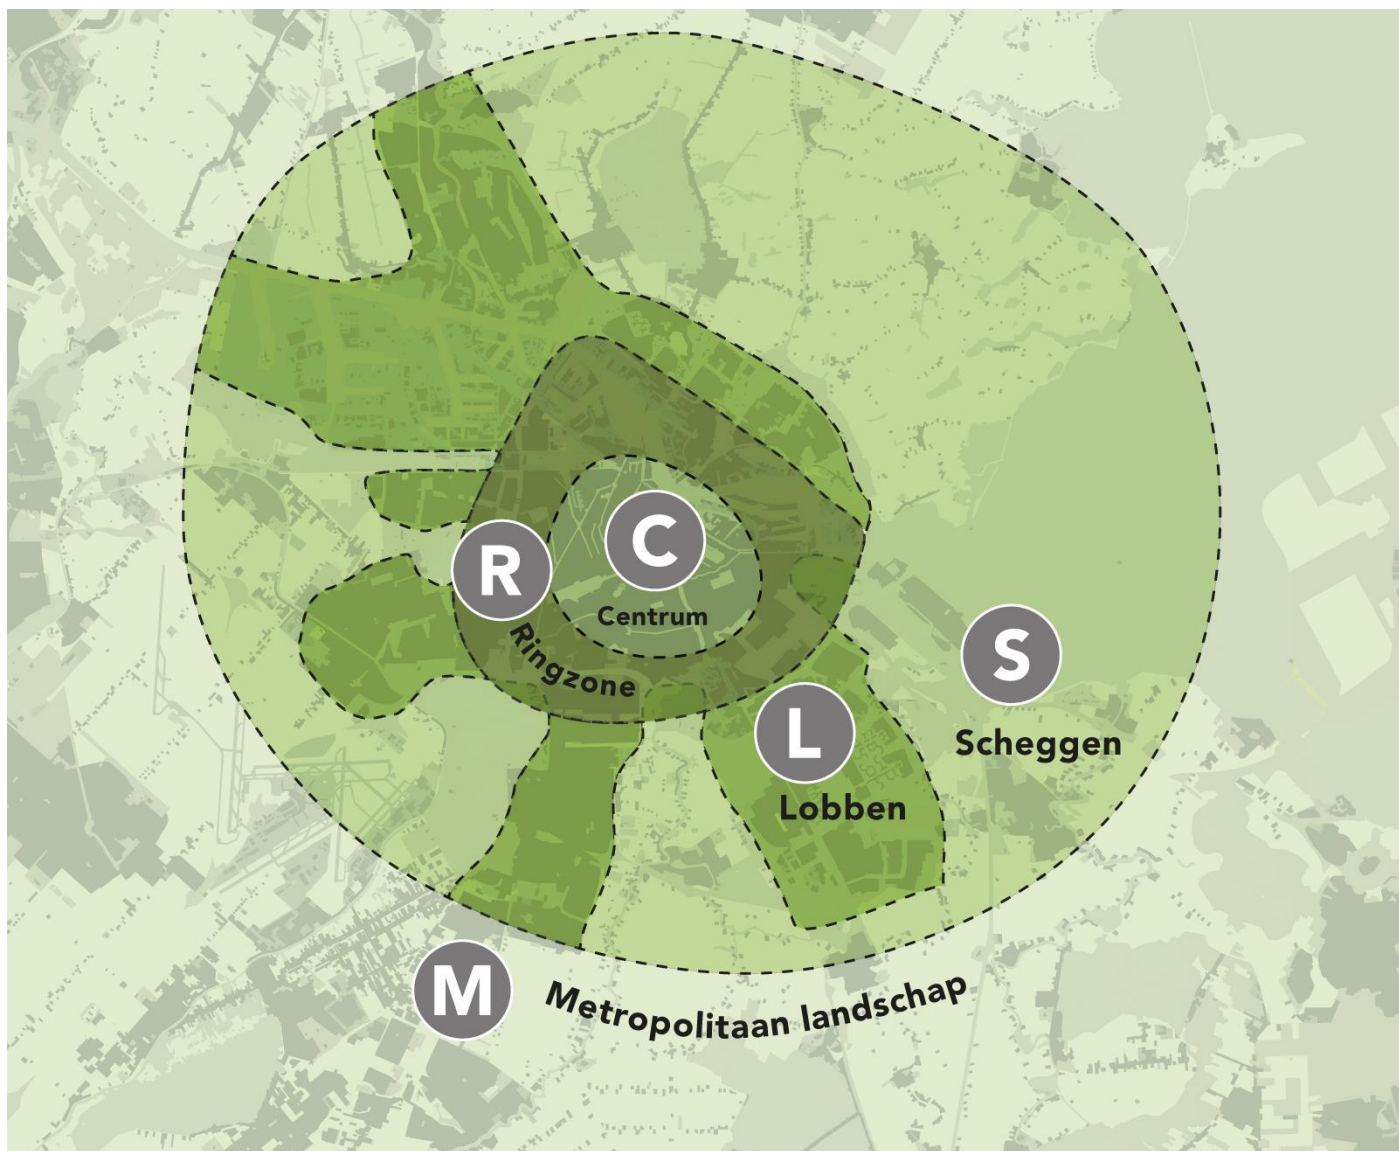 C
Centrum
R
Ringzone
S
Scheggen
L
Lobben
M
Metropolitaan landschap